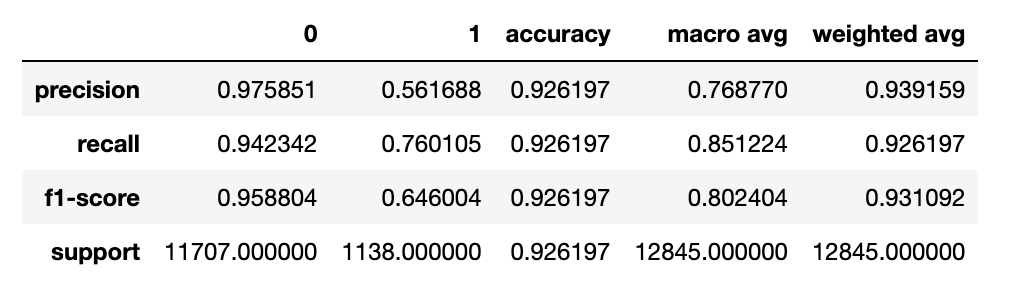 0 1 accuracy macro avg weighted avg
precision 0.975851 0.561688 0.926197 0.768770 0.939159
recall 0.942342 0.760105 0.926197 0.851224 0.926197
f1-score 0.958804 0.646004 0.926197 0.802404 0.931092
support 11707.000000 1138.000000 0.926197 12845.000000 12845.000000